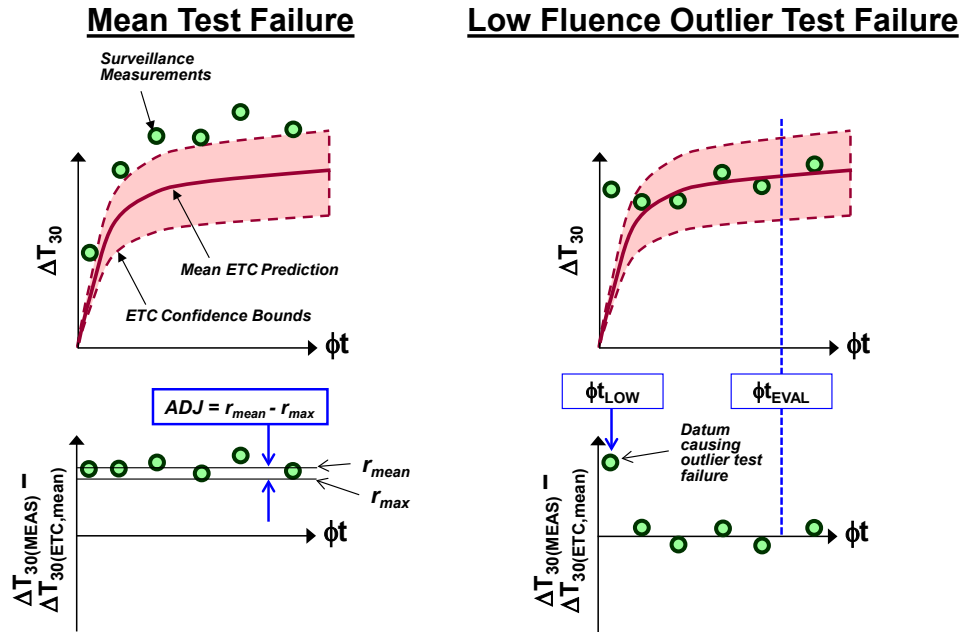 Mean Test Failure
Surveillance
Measurements
ΔT30
Mean ETC Prediction
ETC Confidence Bounds
ϕt
ADJ = rmean - rmax
rmean
rmax
ΔT30(MEAS) –
ΔT30(ETC,mean)
ϕt
Low Fluence Outlier Test Failure
ΔT30
ϕt
ϕtLOW
ϕtEVAL
Datum
causing
outlier test
failure
ΔT30(MEAS) –
ΔT30(ETC,mean)
ϕt